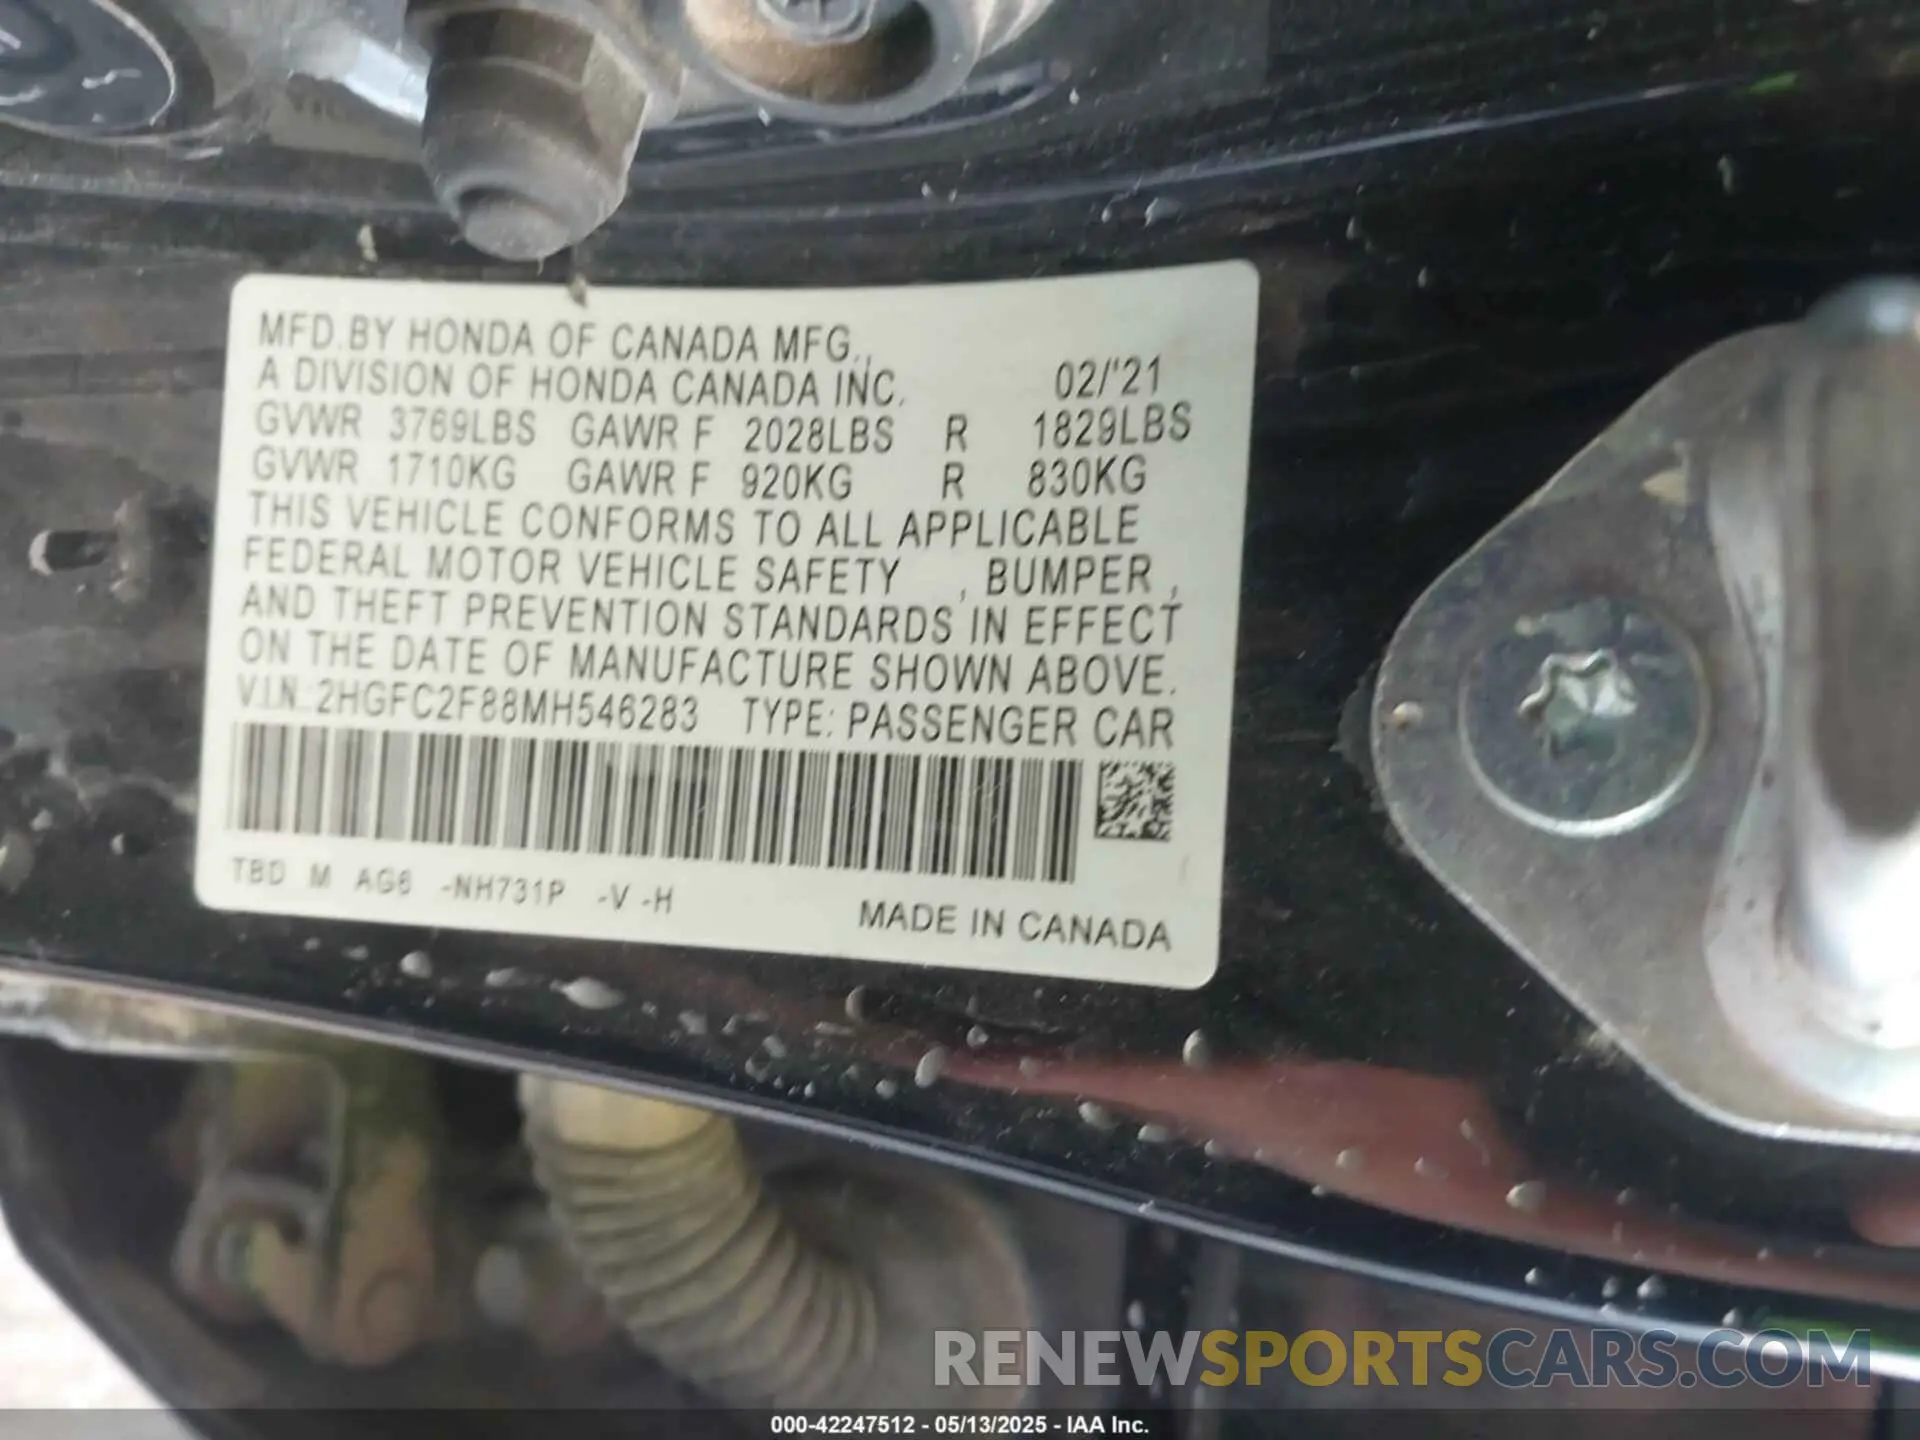 MFD.BY HONDA OF CANADA MFG.,
A DIVISION OF HONDA CANADA INC. 02/'21
GVWR 3769LBS GAWR F 2028LBS R 1829LBS
GVWR 1710KG GAWR F 920KG R 830KG
THIS VEHICLE CONFORMS TO ALL APPLICABLE
FEDERAL MOTOR VEHICLE SAFETY , BUMPER ,
AND THEFT PREVENTION STANDARDS IN EFFECT
ON THE DATE OF MANUFACTURE SHOWN ABOVE.
V.I.N. 2HGFC2F88MH546283 TYPE: PASSENGER CAR
TBD M AG6 -NH731P -V -H
MADE IN CANADA
RENEWSPORTSCARS.COM
000-42247512 - 05/13/2025 - IAA Inc.